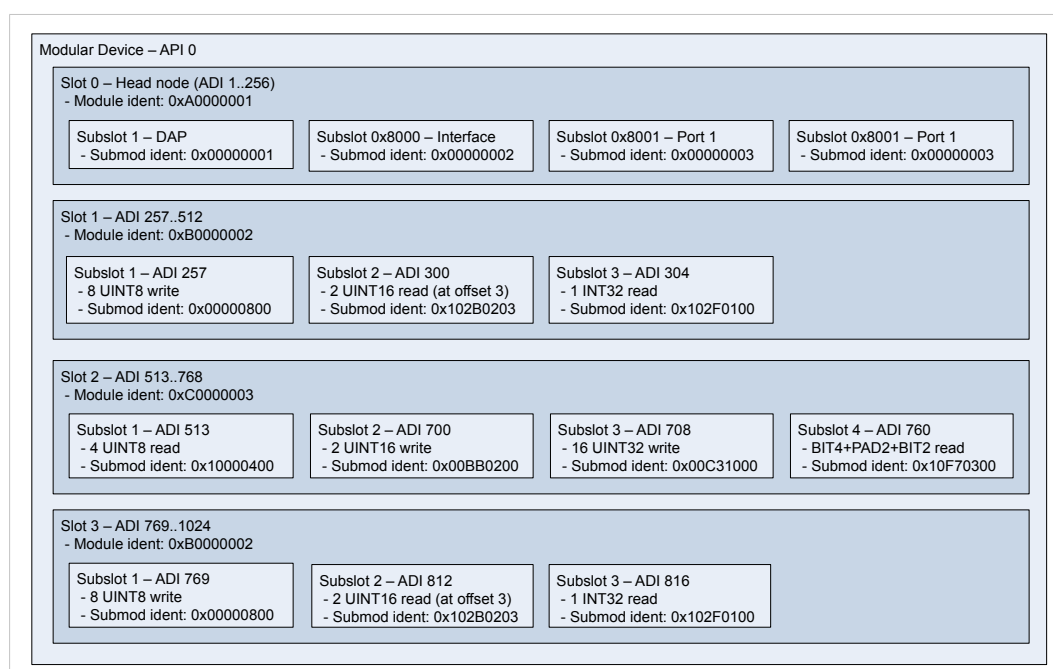 Modular Device – API 0
Slot 0 – Head node (ADI 1..256)
- Module ident: 0xA0000001
Subslot 1 – DAP
- Submod ident: 0x00000001
Subslot 0x8000 – Interface
- Submod ident: 0x00000002
Subslot 0x8001 – Port 1
- Submod ident: 0x00000003
Subslot 0x8001 – Port 1
- Submod ident: 0x00000003
Slot 1 – ADI 257..512
- Module ident: 0xB0000002
Subslot 1 – ADI 257
- 8 UINT8 write
- Submod ident: 0x00000800
Subslot 2 – ADI 300
- 2 UINT16 read (at offset 3)
- Submod ident: 0x102B0203
Subslot 3 – ADI 304
- 1 INT32 read
- Submod ident: 0x102F0100
Slot 2 – ADI 513..768
- Module ident: 0xC0000003
Subslot 1 – ADI 513
- 4 UINT8 read
- Submod ident: 0x10000400
Subslot 2 – ADI 700
- 2 UINT16 write
- Submod ident: 0x00BB0200
Subslot 3 – ADI 708
- 16 UINT32 write
- Submod ident: 0x00C31000
Subslot 4 – ADI 760
- BIT4+PAD2+BIT2 read
- Submod ident: 0x10F70300
Slot 3 – ADI 769..1024
- Module ident: 0xB0000002
Subslot 1 – ADI 769
- 8 UINT8 write
- Submod ident: 0x00000800
Subslot 2 – ADI 812
- 2 UINT16 read (at offset 3)
- Submod ident: 0x102B0203
Subslot 3 – ADI 816
- 1 INT32 read
- Submod ident: 0x102F0100